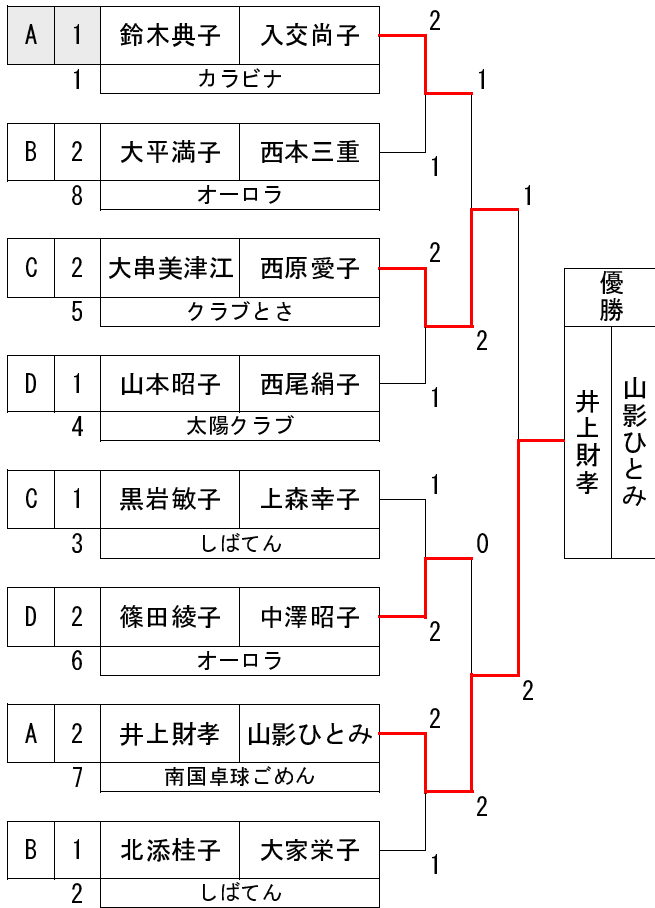 A 1 鈴木典子 入交尚子 2
1 カラビナ 1
B 2 大平満子 西本三重 1
8 オーロラ 1
C 2 大串美津江 西原愛子 2
5 クラブとさ 2
D 1 山本昭子 西尾絹子 1
4 太陽クラブ
優勝
井上財孝
山影ひとみ
C 1 黒岩敏子 上森幸子 1
3 しばてん 0
D 2 篠田綾子 中澤昭子 2
6 オーロラ 2
A 2 井上財孝 山影ひとみ 2
7 南国卓球ごめん 2
B 1 北添桂子 大家栄子 1
2 しばてん